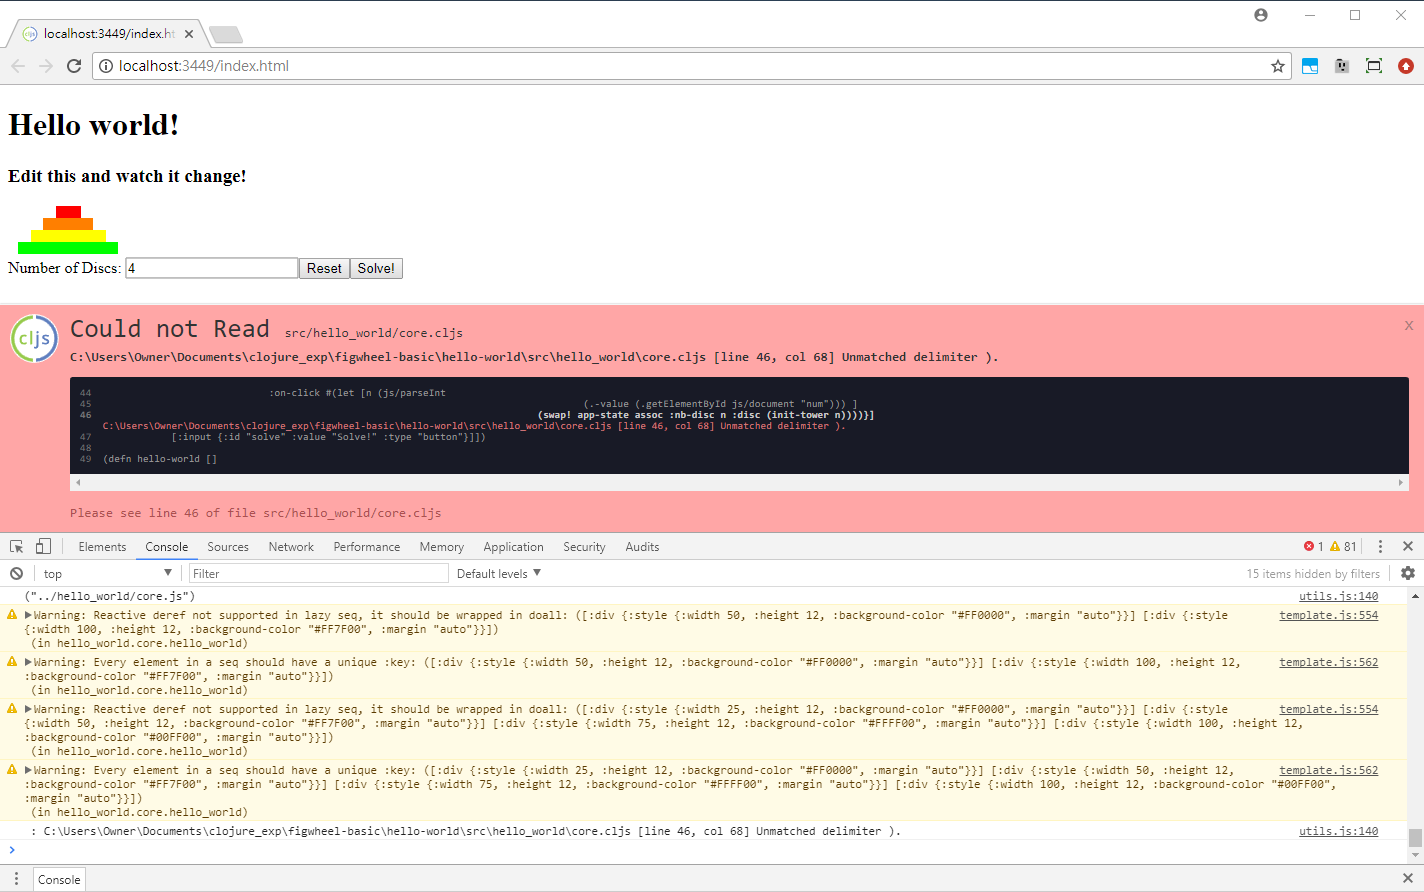 localhost:3449/index.ht
localhost:3449/index.html
Hello world!
Edit this and watch it change!
Number of Discs: 4 Reset Solve!
cljs
Could not Read src/hello_world/core.cljs
X
C:\Users\Owner\Documents\clojure_exp\figwheel-basic\hello-world\src\hello_world\core.cljs [line 46, col 68] Unmatched delimiter ).
44 :on-click #(let [n (js/parseInt
45 (.-value (.getElementById js/document "num"))) ]
46 (swap! app-state assoc :nb-disc n :disc (init-tower n))))}]
C:\Users\Owner\Documents\clojure_exp\figwheel-basic\hello-world\src\hello_world\core.cljs [line 46, col 68] Unmatched delimiter ).
47 [:input {:id "solve" :value "Solve!" :type "button"}]])
48
49 (defn hello-world []
Please see line 46 of file src/hello_world/core.cljs
Elements Console Sources Network Performance Memory Application Security Audits 1 81
top Filter Default levels 15 items hidden by filters
("../hello_world/core.js") utils.js:140
Warning: Reactive deref not supported in lazy seq, it should be wrapped in doall: ([:div {:style {:width 50, :height 12, :background-color "#FF0000", :margin "auto"}}] [:div {:style template.js:554
{:width 100, :height 12, :background-color "#FF7F00", :margin "auto"}}])
(in hello_world.core.hello_world)
Warning: Every element in a seq should have a unique :key: ([:div {:style {:width 50, :height 12, :background-color "#FF0000", :margin "auto"}}] [:div {:style {:width 100, :height 12, template.js:562
:background-color "#FF7F00", :margin "auto"}}])
(in hello_world.core.hello_world)
Warning: Reactive deref not supported in lazy seq, it should be wrapped in doall: ([:div {:style {:width 25, :height 12, :background-color "#FF0000", :margin "auto"}}] [:div {:style template.js:554
{:width 50, :height 12, :background-color "#FF7F00", :margin "auto"}}] [:div {:style {:width 75, :height 12, :background-color "#FFFF00", :margin "auto"}}] [:div {:style {:width 100, :height 12,
:background-color "#00FF00", :margin "auto"}}])
(in hello_world.core.hello_world)
Warning: Every element in a seq should have a unique :key: ([:div {:style {:width 25, :height 12, :background-color "#FF0000", :margin "auto"}}] [:div {:style {:width 50, :height 12, template.js:562
:background-color "#FF7F00", :margin "auto"}}] [:div {:style {:width 75, :height 12, :background-color "#FFFF00", :margin "auto"}}] [:div {:style {:width 100, :height 12, :background-color "#00FF00",
:margin "auto"}}])
(in hello_world.core.hello_world)
: C:\Users\Owner\Documents\clojure_exp\figwheel-basic\hello-world\src\hello_world\core.cljs [line 46, col 68] Unmatched delimiter ). utils.js:140
Console